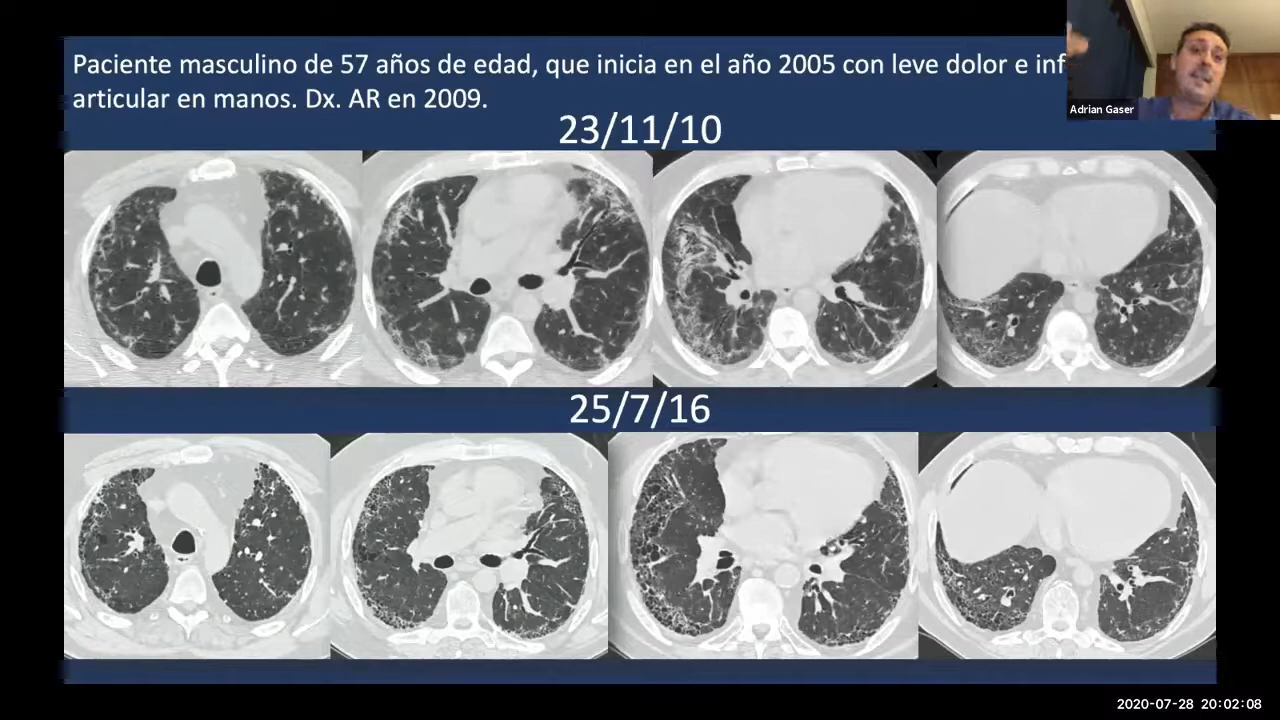 Paciente masculino de 57 años de edad, que inicia en el año 2005 con leve dolor e
articular en manos. Dx. AR en 2009.
Adrian Gaser
23/11/10
25/7/16
2020-07-28 20:02:08